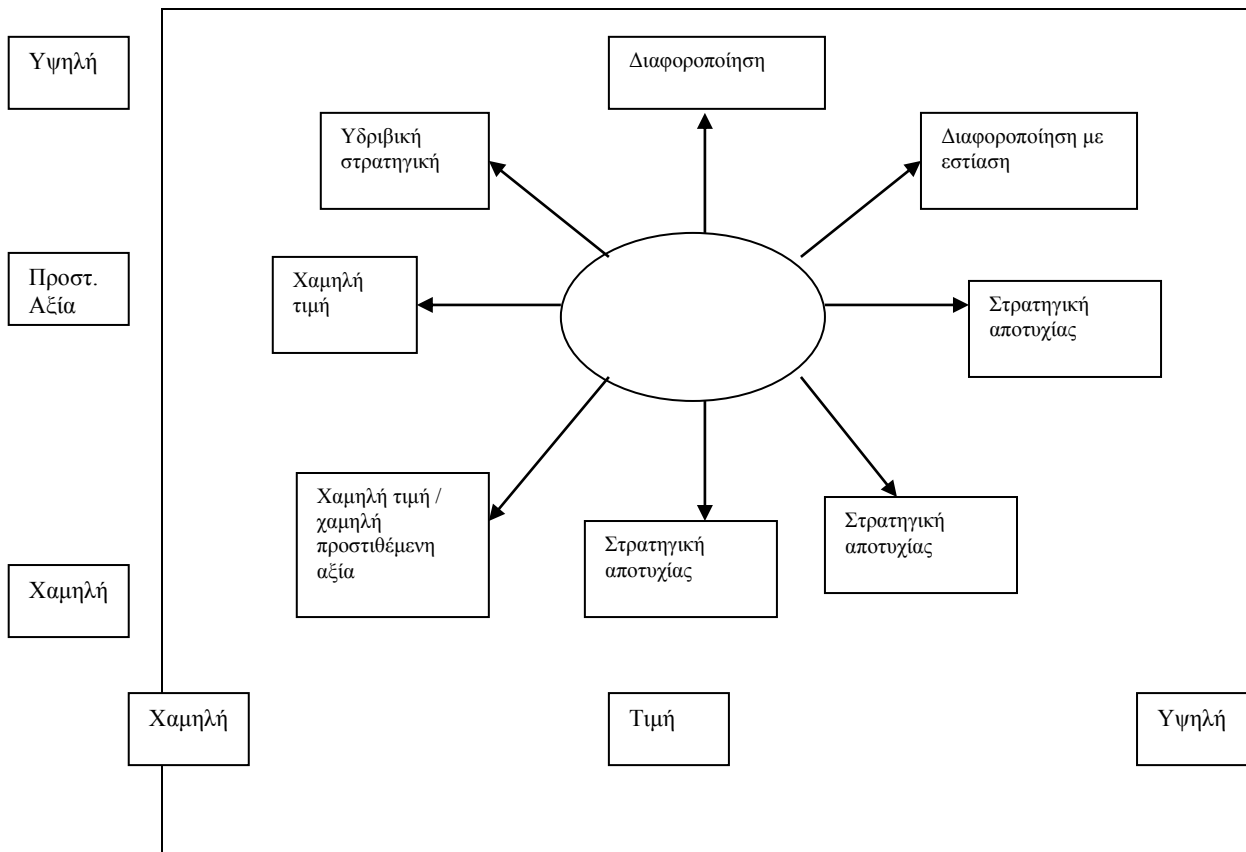 Υψηλή
Διαφοροποίηση
Υδριβική
στρατηγική
Διαφοροποίηση με
εστίαση
Προστ.
Αξία
Χαμηλή
τιμή
Στρατηγική
αποτυχίας
Χαμηλή τιμή /
χαμηλή
προστιθέμενη
αξία
Στρατηγική
αποτυχίας
Στρατηγική
αποτυχίας
Χαμηλή
Χαμηλή
Τιμή
Υψηλή